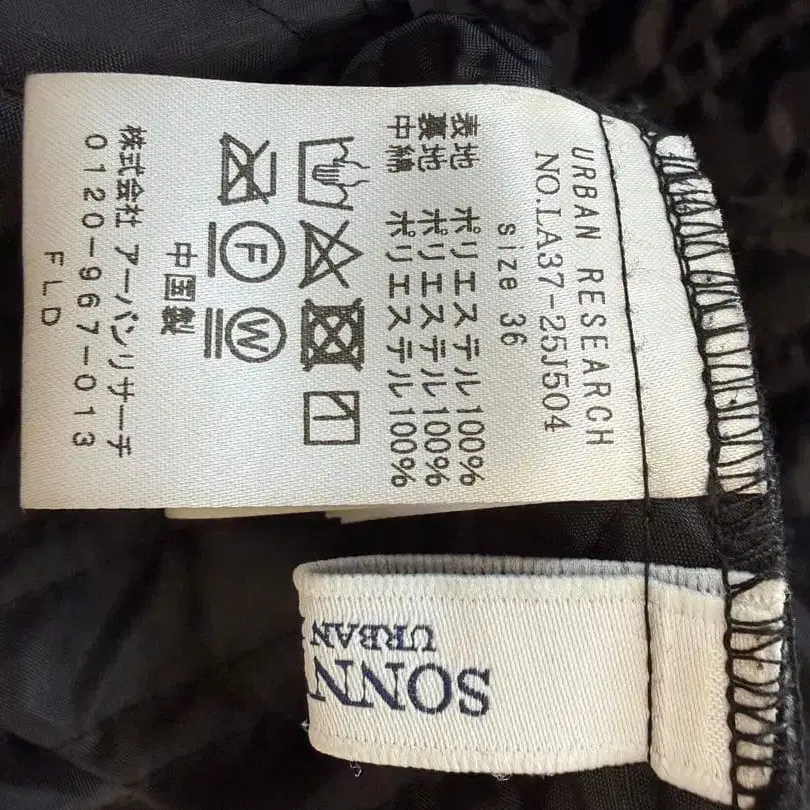 URBAN RESEARCH
NO.LA37-25J504
size 36
表地 ポリエステル100%
裏地 ポリエステル100%
中綿 ポリエステル100%
F
W
中国製
株式会社 アーバンリサーチ
0120-967-013
FLD
SONN
URBAN